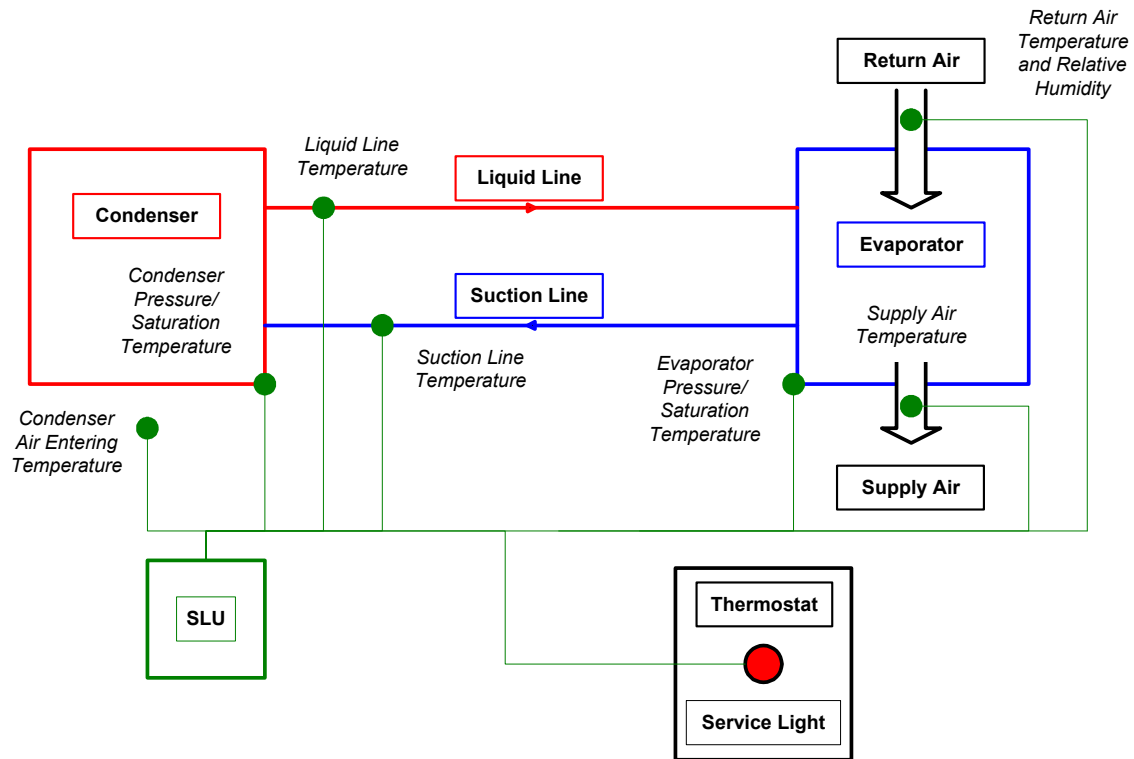 Return Air
Temperature
and Relative
Humidity
Return Air
Liquid Line
Temperature
Liquid Line
Condenser
Evaporator
Condenser
Pressure/
Saturation
Temperature
Suction Line
Supply Air
Temperature
Suction Line
Temperature
Evaporator
Pressure/
Saturation
Temperature
Condenser
Air Entering
Temperature
Supply Air
SLU
Thermostat
Service Light